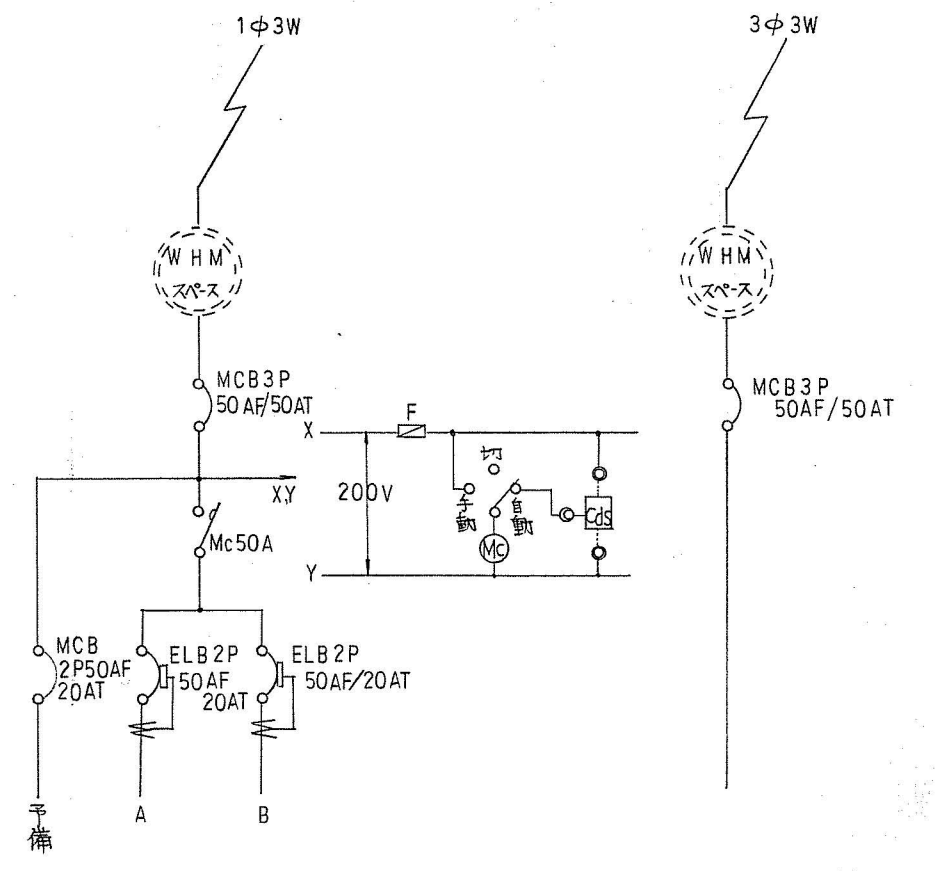 1φ3W
3φ3W
WHM
スペース
WHM
スペース
MCB3P
50AF/50AT
MCB3P
50AF/50AT
F
X
切
X,Y
200V
手動
自動
Cds
Mc50A
Mc
Y
MCB
2P50AF
20AT
ELB2P
50AF
20AT
ELB2P
50AF/20AT
予備
A
B